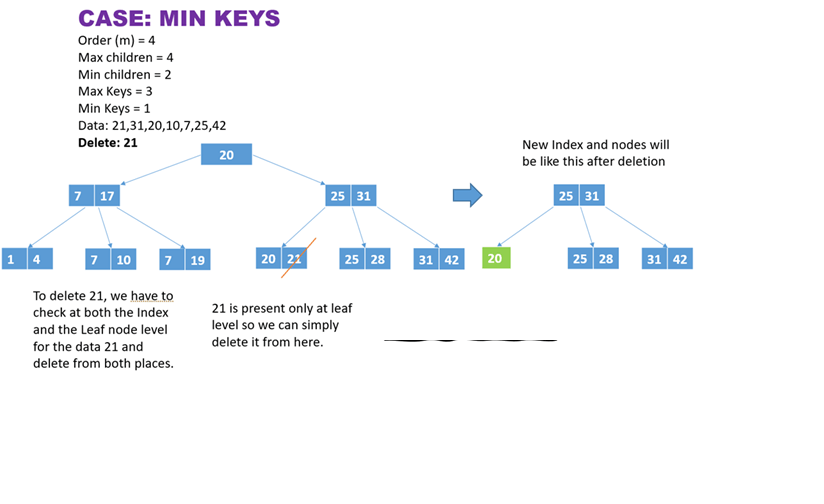 CASE: MIN KEYS
Order (m) = 4
Max children = 4
Min children = 2
Max Keys = 3
Min Keys = 1
Data: 21,31,20,10,7,25,42
Delete: 21
New Index and nodes will
be like this after deletion
20
7 17
25 31
25 31
1 4
7 10
7 19
20 21
25 28
31 42
20
25 28
31 42
To delete 21, we have to
check at both the Index
and the Leaf node level
for the data 21 and
delete from both places.
21 is present only at leaf
level so we can simply
delete it from here.